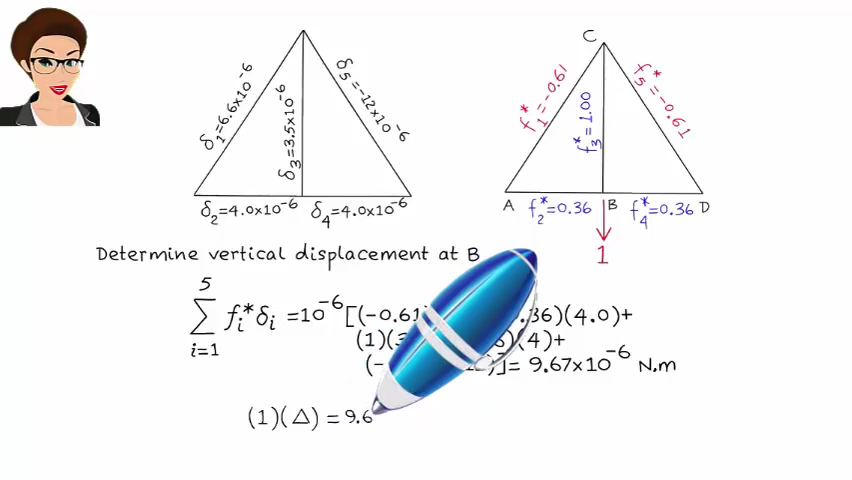 δ1=6.6x10^-6
δ3=3.5x10^-6
δ5=-12x10^-6
δ2=4.0x10^-6 δ4=4.0x10^-6
C
f1*=-0.61
f3*=1.00
f5*=-0.61
A f2*=0.36 B f4*=0.36 D
1
Determine vertical displacement at B
5
∑ fi*δi =10^-6[(-0.61 .36)(4.0)+
i=1
(1)(3 )(4)+
(- )]= 9.67x10^-6 N.m
(1)(Δ) = 9.6